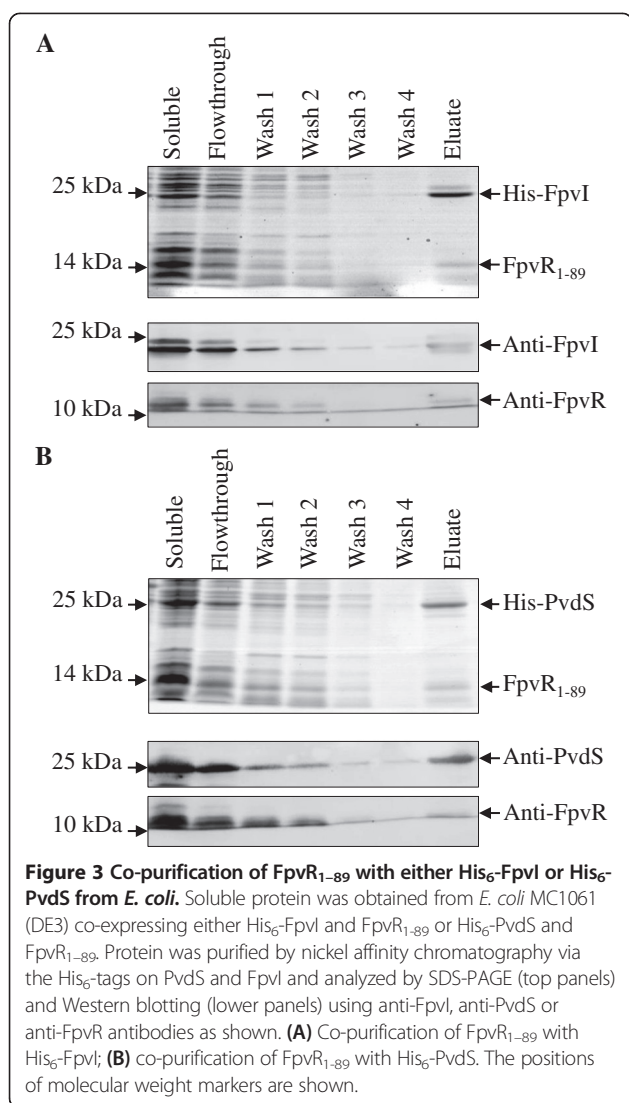 A
Soluble
Flowthrough
Wash 1
Wash 2
Wash 3
Wash 4
Eluate
25 kDa
His-FpvI
14 kDa
FpvR₁₋₈₉
25 kDa
Anti-FpvI
10 kDa
Anti-FpvR
B
Soluble
Flowthrough
Wash 1
Wash 2
Wash 3
Wash 4
Eluate
25 kDa
His-PvdS
14 kDa
FpvR₁₋₈₉
25 kDa
Anti-PvdS
10 kDa
Anti-FpvR
Figure 3 Co-purification of FpvR₁₋₈₉ with either His₆-FpvI or His₆-
PvdS from E. coli. Soluble protein was obtained from E. coli MC1061
(DE3) co-expressing either His₆-FpvI and FpvR₁₋₈₉ or His₆-PvdS and
FpvR₁₋₈₉. Protein was purified by nickel affinity chromatography via
the His₆-tags on PvdS and FpvI and analyzed by SDS-PAGE (top panels)
and Western blotting (lower panels) using anti-FpvI, anti-PvdS or
anti-FpvR antibodies as shown. (A) Co-purification of FpvR₁₋₈₉ with
His₆-FpvI; (B) co-purification of FpvR₁₋₈₉ with His₆-PvdS. The positions
of molecular weight markers are shown.